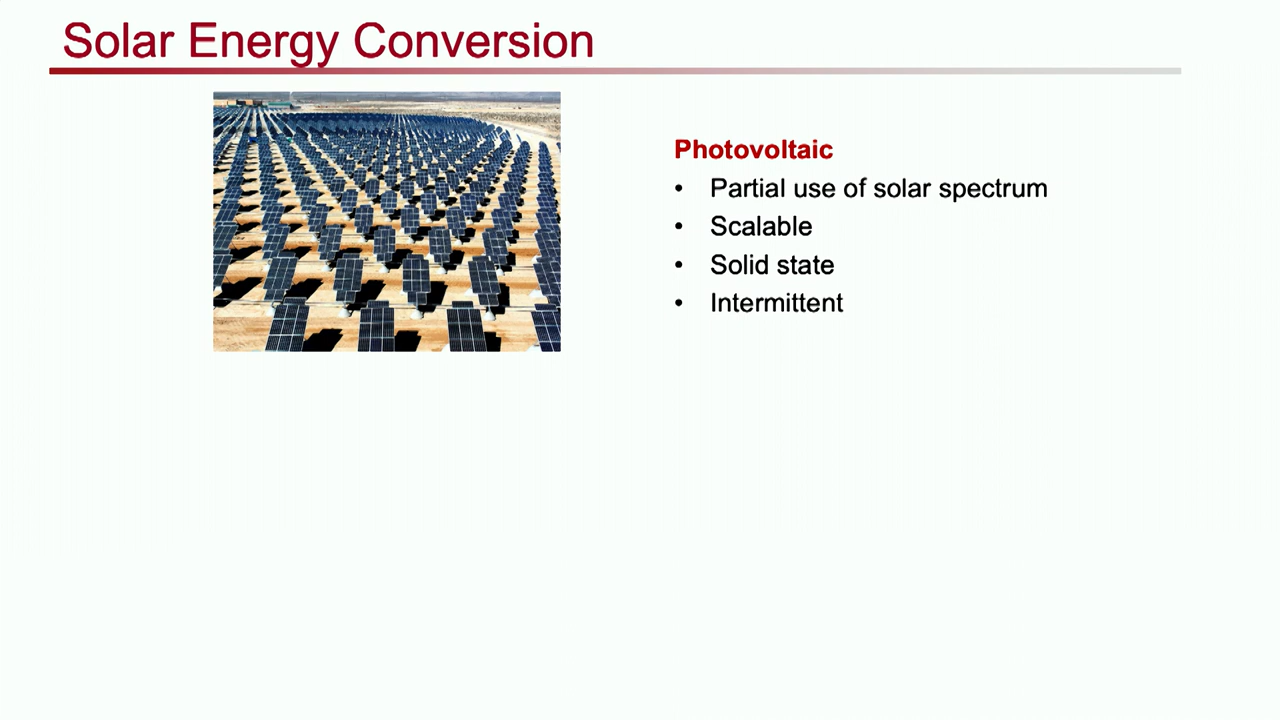 Solar Energy Conversion
Photovoltaic
• Partial use of solar spectrum
• Scalable
• Solid state
• Intermittent